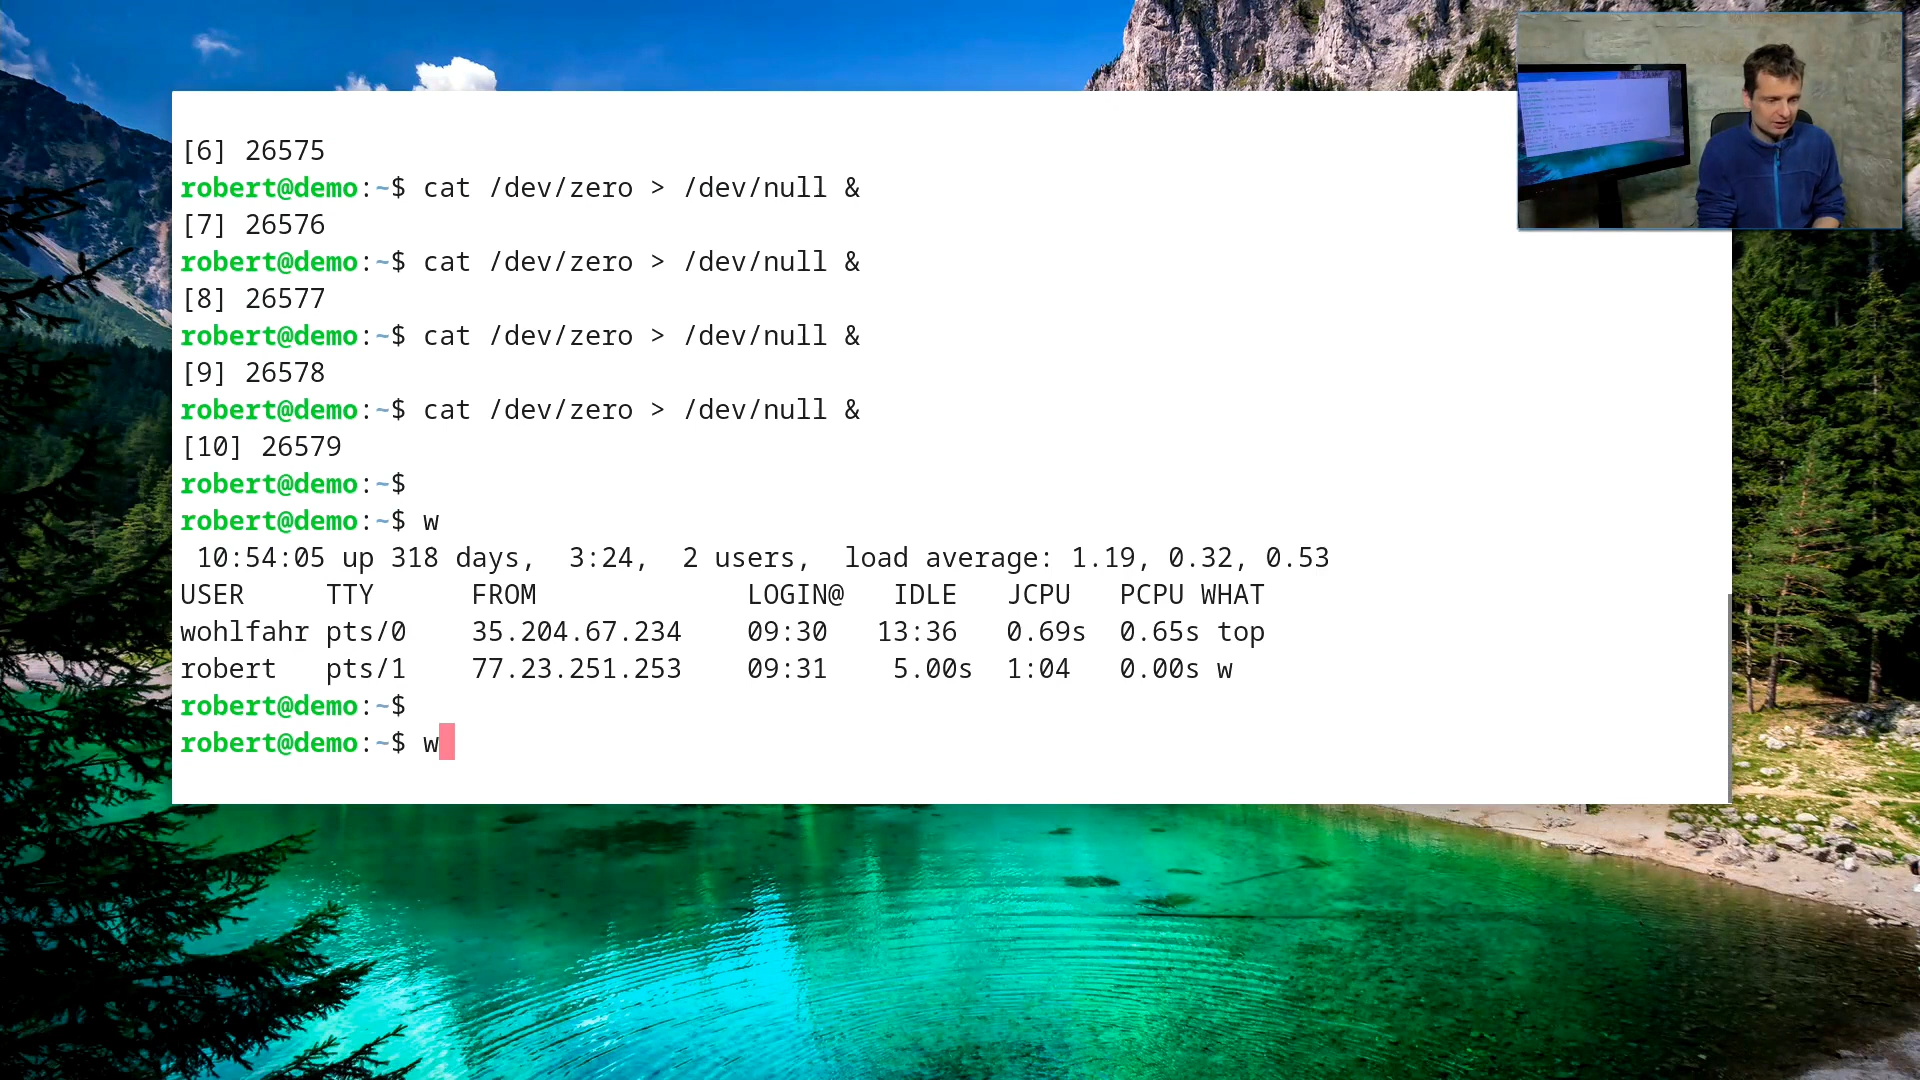 [6] 26575
robert@demo:~$ cat /dev/zero > /dev/null &
[7] 26576
robert@demo:~$ cat /dev/zero > /dev/null &
[8] 26577
robert@demo:~$ cat /dev/zero > /dev/null &
[9] 26578
robert@demo:~$ cat /dev/zero > /dev/null &
[10] 26579
robert@demo:~$
robert@demo:~$ w
 10:54:05 up 318 days,  3:24,  2 users,  load average: 1.19, 0.32, 0.53
USER     TTY      FROM             LOGIN@   IDLE   JCPU   PCPU WHAT
wohlfahr pts/0    35.204.67.234    09:30   13:36   0.69s  0.65s top
robert   pts/1    77.23.251.253    09:31    5.00s  1:04   0.00s w
robert@demo:~$
robert@demo:~$ w